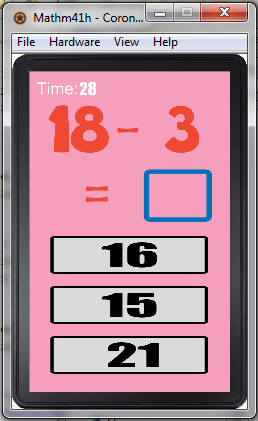 Mathm41h - Coron...
File Hardware View Help
Time:28
18 - 3
=
16
15
21